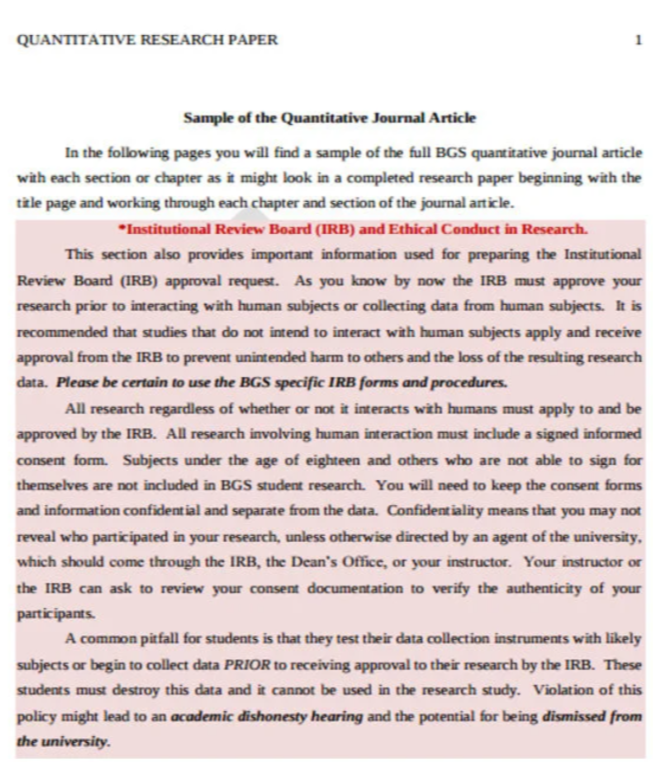 QUANTITATIVE RESEARCH PAPER 1
Sample of the Quantitative Journal Article
In the following pages you will find a sample of the full BGS quantitative journal article
with each section or chapter as it might look in a completed research paper beginning with the
title page and working through each chapter and section of the journal article.
*Institutional Review Board (IRB) and Ethical Conduct in Research.
This section also provides important information used for preparing the Institutional
Review Board (IRB) approval request. As you know by now the IRB must approve your
research prior to interacting with human subjects or collecting data from human subjects. It is
recommended that studies that do not intend to interact with human subjects apply and receive
approval from the IRB to prevent unintended harm to others and the loss of the resulting research
data. Please be certain to use the BGS specific IRB forms and procedures.
All research regardless of whether or not it interacts with humans must apply to and be
approved by the IRB. All research involving human interaction must include a signed informed
consent form. Subjects under the age of eighteen and others who are not able to sign for
themselves are not included in BGS student research. You will need to keep the consent forms
and information confidential and separate from the data. Confidentiality means that you may not
reveal who participated in your research, unless otherwise directed by an agent of the university,
which should come through the IRB, the Dean's Office, or your instructor. Your instructor or
the IRB can ask to review your consent documentation to verify the authenticity of your
participants.
A common pitfall for students is that they test their data collection instruments with likely
subjects or begin to collect data PRIOR to receiving approval to their research by the IRB. These
students must destroy this data and it cannot be used in the research study. Violation of this
policy might lead to an academic dishonesty hearing and the potential for being dismissed from
the university.